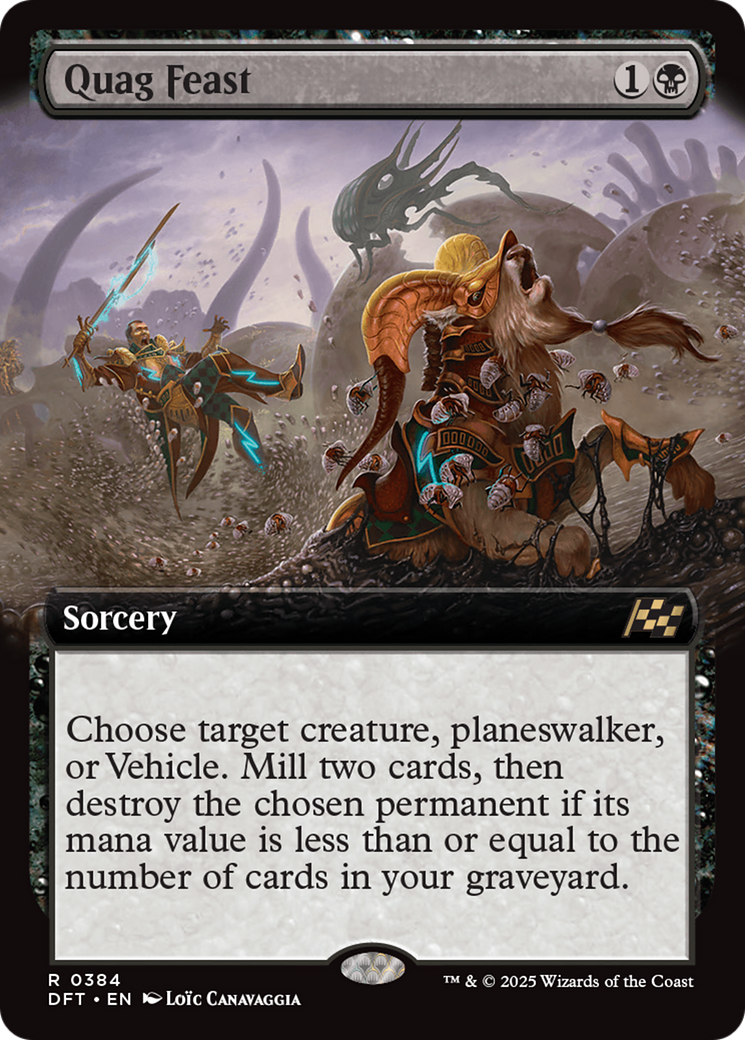 Quag Feast
1
Sorcery
Choose target creature, planeswalker,
or Vehicle. Mill two cards, then
destroy the chosen permanent if its
mana value is less than or equal to the
number of cards in your graveyard.
R 0384
™ & © 2025 Wizards of the Coast
DFT • EN Loïc Canavaggia